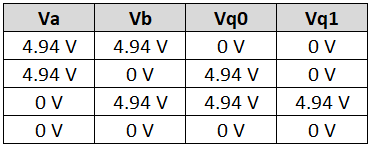 Va Vb Vq0 Vq1
4.94 V 4.94 V 0 V 0 V
4.94 V 0 V 4.94 V 0 V
0 V 4.94 V 4.94 V 4.94 V
0 V 0 V 0 V 0 V